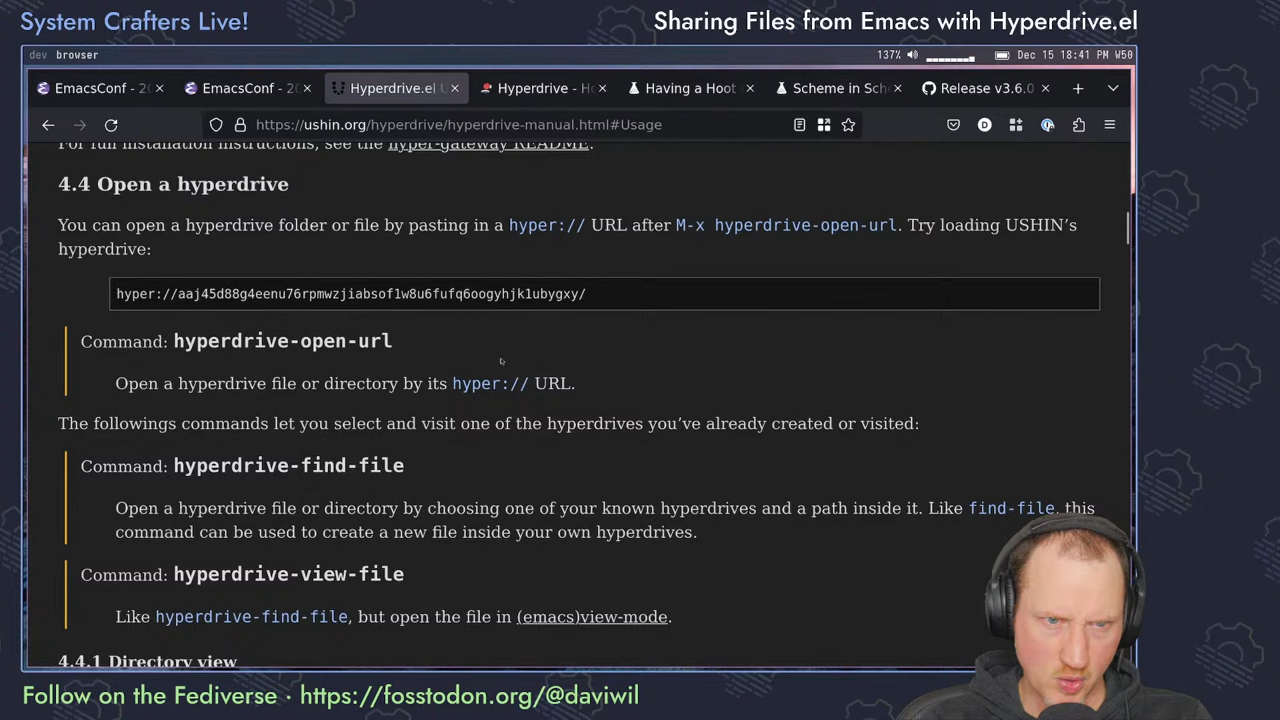 System Crafters Live!
Sharing Files from Emacs with Hyperdrive.el
dev browser
137% Dec 15 18:41 PM W50
EmacsConf - 20
EmacsConf - 20
Hyperdrive.el U
Hyperdrive - H
Having a Hoot
Scheme in Sch
Release v3.6.0
https://ushin.org/hyperdrive/hyperdrive-manual.html#Usage
For full installation instructions, see the hyper-gateway README.
4.4 Open a hyperdrive
You can open a hyperdrive folder or file by pasting in a hyper:// URL after M-x hyperdrive-open-url. Try loading USHIN’s
hyperdrive:
hyper://aaj45d88g4eenu76rpmwzjiabsof1w8u6fufq6oogyhjk1ubygxy/
Command: hyperdrive-open-url
Open a hyperdrive file or directory by its hyper:// URL.
The followings commands let you select and visit one of the hyperdrives you’ve already created or visited:
Command: hyperdrive-find-file
Open a hyperdrive file or directory by choosing one of your known hyperdrives and a path inside it. Like find-file, this
command can be used to create a new file inside your own hyperdrives.
Command: hyperdrive-view-file
Like hyperdrive-find-file, but open the file in (emacs)view-mode.
4.4.1 Directory view
Follow on the Fediverse · https://fosstodon.org/@daviwil